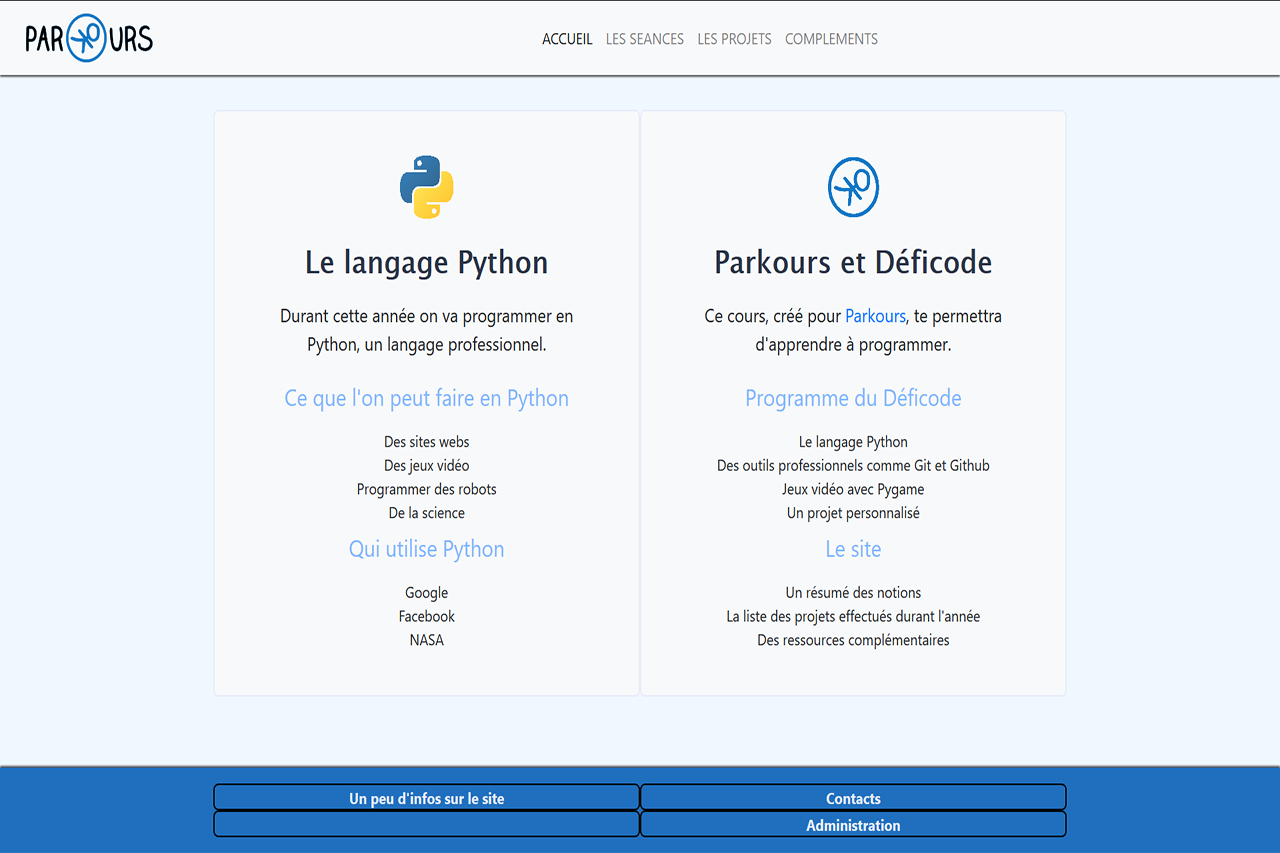 PARKOURS
ACCUEIL LES SEANCES LES PROJETS COMPLEMENTS
Le langage Python
Durant cette année on va programmer en
Python, un langage professionnel.
Ce que l'on peut faire en Python
Des sites webs
Des jeux vidéo
Programmer des robots
De la science
Qui utilise Python
Google
Facebook
NASA
Parkours et Déficode
Ce cours, créé pour Parkours, te permettra
d'apprendre à programmer.
Programme du Déficode
Le langage Python
Des outils professionnels comme Git et Github
Jeux vidéo avec Pygame
Un projet personnalisé
Le site
Un résumé des notions
La liste des projets effectués durant l'année
Des ressources complémentaires
Un peu d'infos sur le site
Contacts
Administration